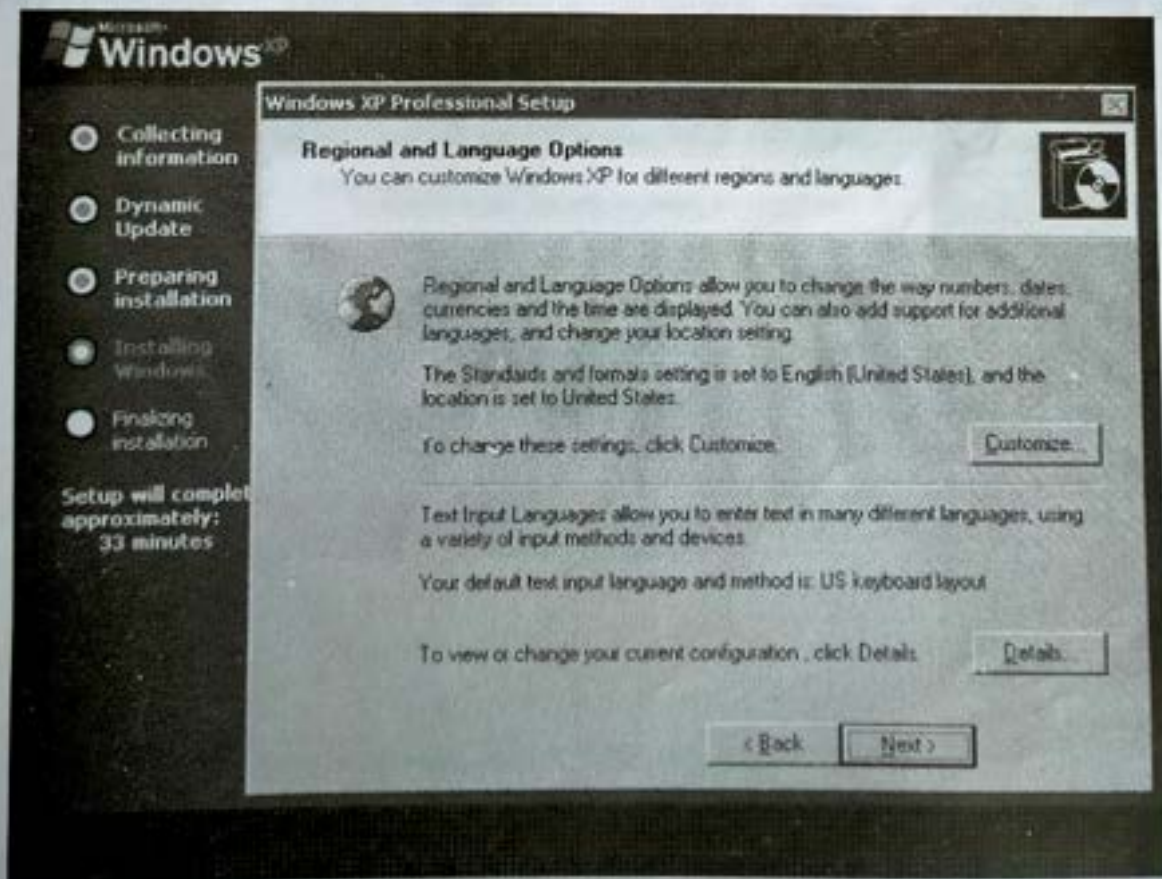 Microsoft
Windows XP
Collecting
information
Dynamic
Update
Preparing
installation
Installing
Windows
Finalizing
installation
Setup will complet
approximately:
33 minutes
Windows XP Professional Setup
Regional and Language Options
You can customize Windows XP for different regions and languages.
Regional and Language Options allow you to change the way numbers, dates,
currencies and the time are displayed. You can also add support for additional
languages, and change your location setting.
The Standards and formats setting is set to English (United States), and the
location is set to United States.
To change these settings, click Customize.
Customize...
Text Input Languages allow you to enter text in many different languages, using
a variety of input methods and devices.
Your default text input language and method is: US keyboard layout
To view or change your current configuration , click Details.
Details...
< Back
Next >